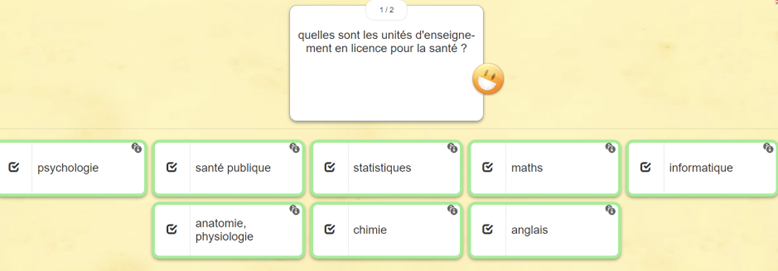 1 / 2
quelles sont les unités d'enseigne-
ment en licence pour la santé ?
psychologie
santé publique
statistiques
maths
informatique
anatomie,
physiologie
chimie
anglais